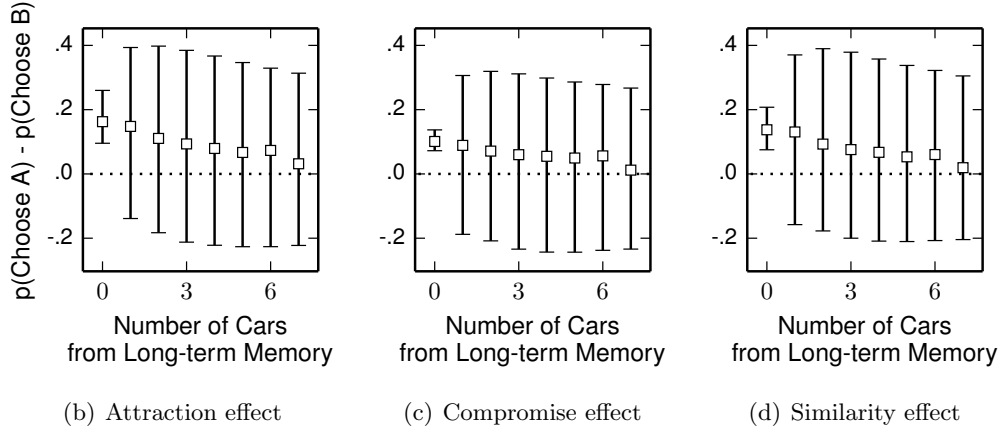 p(Choose A) - p(Choose B)
.4
.2
.0
-.2
0 3 6
Number of Cars
from Long-term Memory
(b) Attraction effect
.4
.2
.0
-.2
0 3 6
Number of Cars
from Long-term Memory
(c) Compromise effect
.4
.2
.0
-.2
0 3 6
Number of Cars
from Long-term Memory
(d) Similarity effect